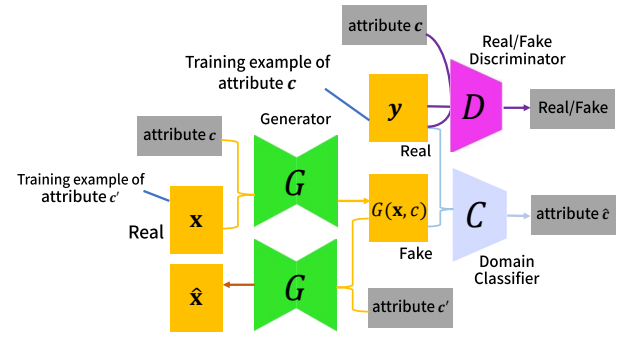 attribute c
Real/Fake
Discriminator
Training example of
attribute c
y
D
Real/Fake
Real
Generator
attribute c
G
Training example of
attribute c′
Real
x
G(x, c)
Fake
C
attribute ĉ
Domain
Classifier
x̂
G
attribute c′